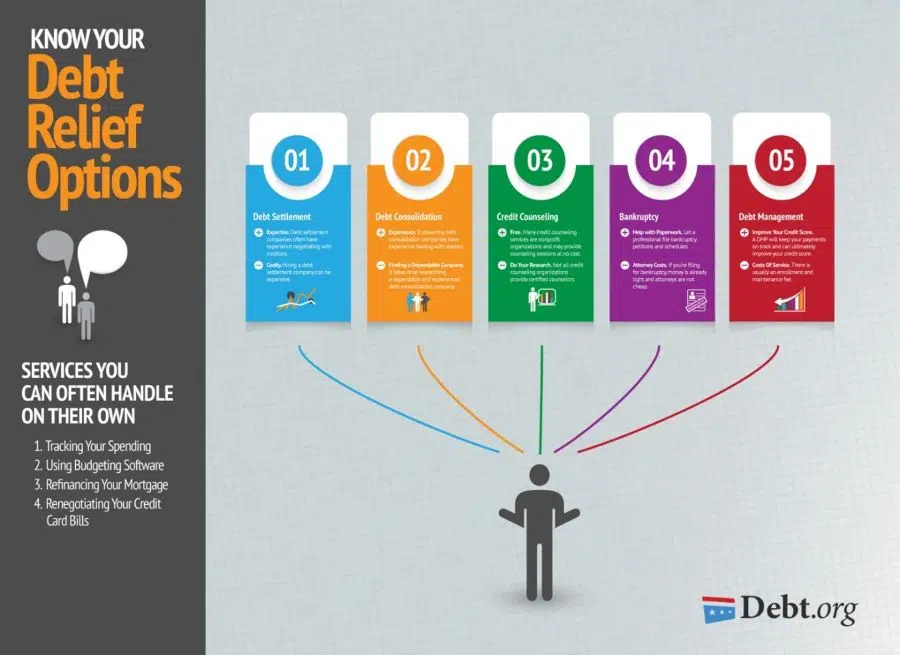 KNOW YOUR
Debt
Relief
Options
SERVICES YOU
CAN OFTEN HANDLE
ON THEIR OWN
1. Tracking Your Spending
2. Using Budgeting Software
3. Refinancing Your Mortgage
4. Renegotiating Your Credit
Card Bills
01
Debt Settlement
Expertise. Debt settlement
companies often have
experience negotiating with
creditors.
Costly. Hiring a debt
settlement company can be
expensive.
02
Debt Consolidation
Experience. Trustworthy debt
consolidation companies have
experience dealing with lenders.
Finding a Dependable Company.
It takes time researching
a dependable and experienced
debt consolidation company.
03
Credit Counseling
Free. Many credit counseling
services are nonprofit
organizations and may provide
counseling sessions at no cost.
Do Your Research. Not all credit
counseling organizations
provide certified counselors
04
Bankruptcy
Help with Paperwork. Let a
professional file bankruptcy
petitions and schedules.
Attorney Costs. If you're filing
for bankruptcy, money is already
tight and attorneys are not
cheap.
05
Debt Management
Improve Your Credit Score.
A DMP will keep your payments
on track and can ultimately
improve your credit score.
Costs Of Service. There is
usually an enrollment and
maintenance fee.
Debt.org